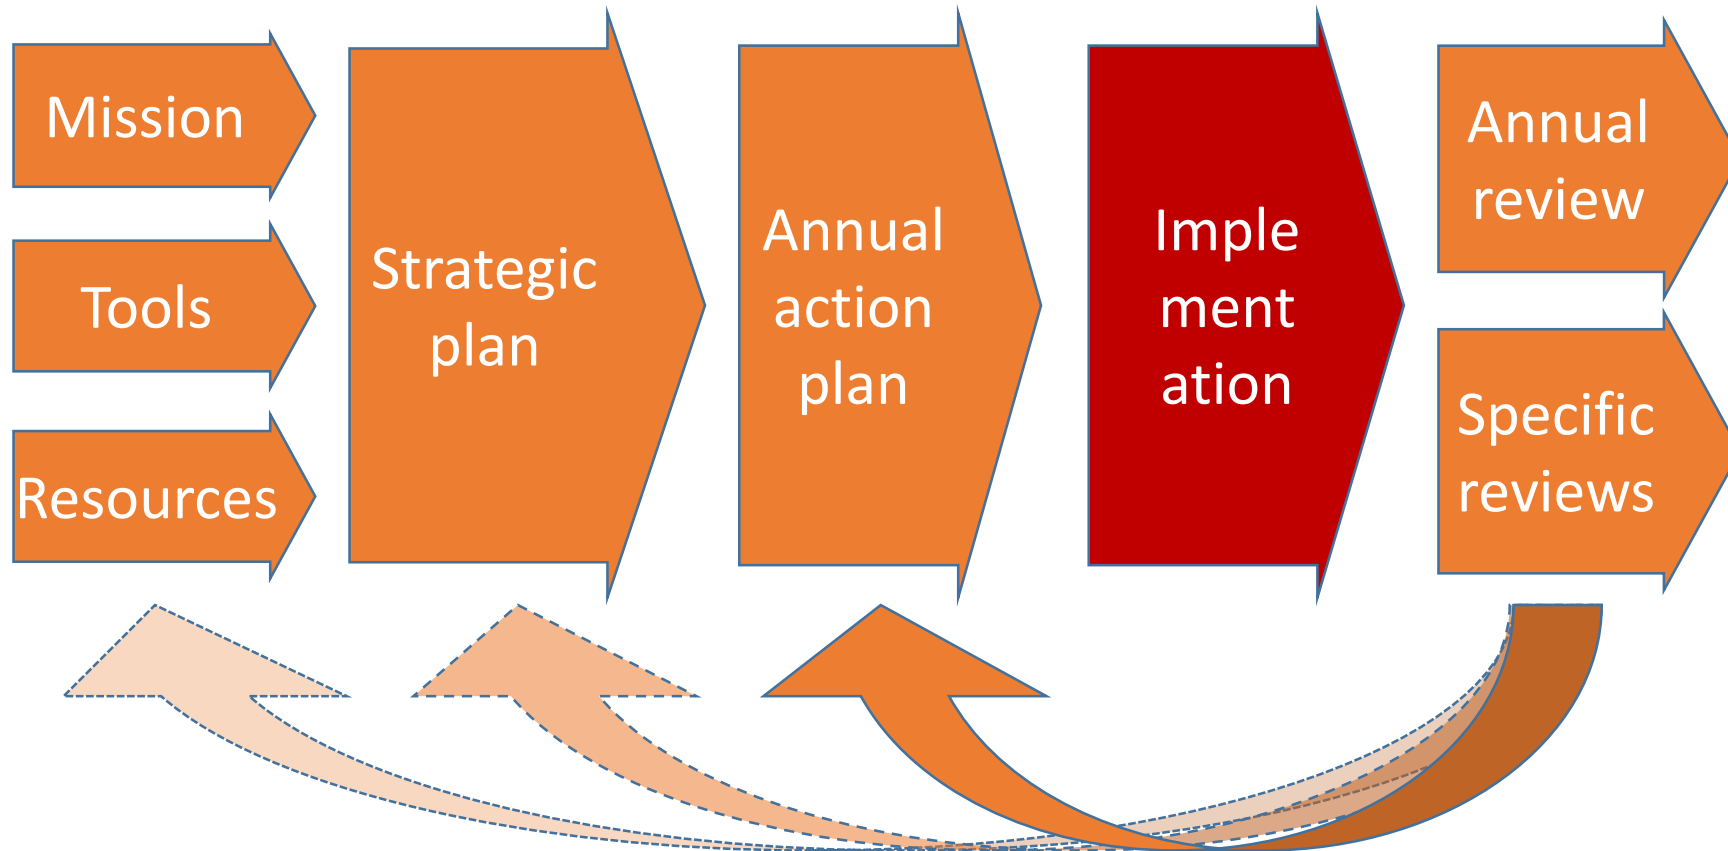 Mission
Tools
Resources
Strategic
plan
Annual
action
plan
Imple
ment
ation
Annual
review
Specific
reviews